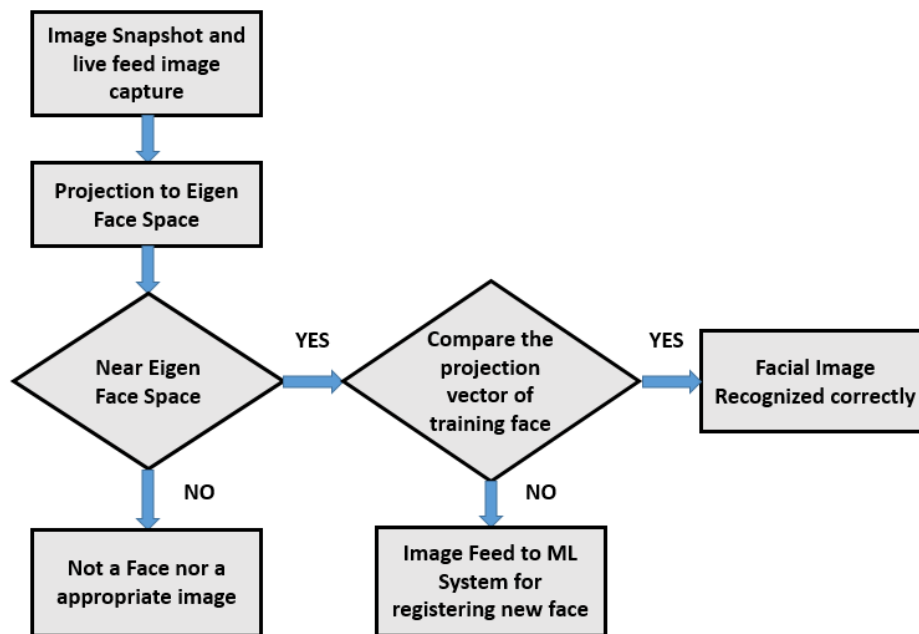 Image Snapshot and
live feed image
capture
Projection to Eigen
Face Space
Near Eigen
Face Space
YES
Compare the
projection
vector of
training face
YES
Facial Image
Recognized correctly
NO
Not a Face nor a
appropriate image
NO
Image Feed to ML
System for
registering new face